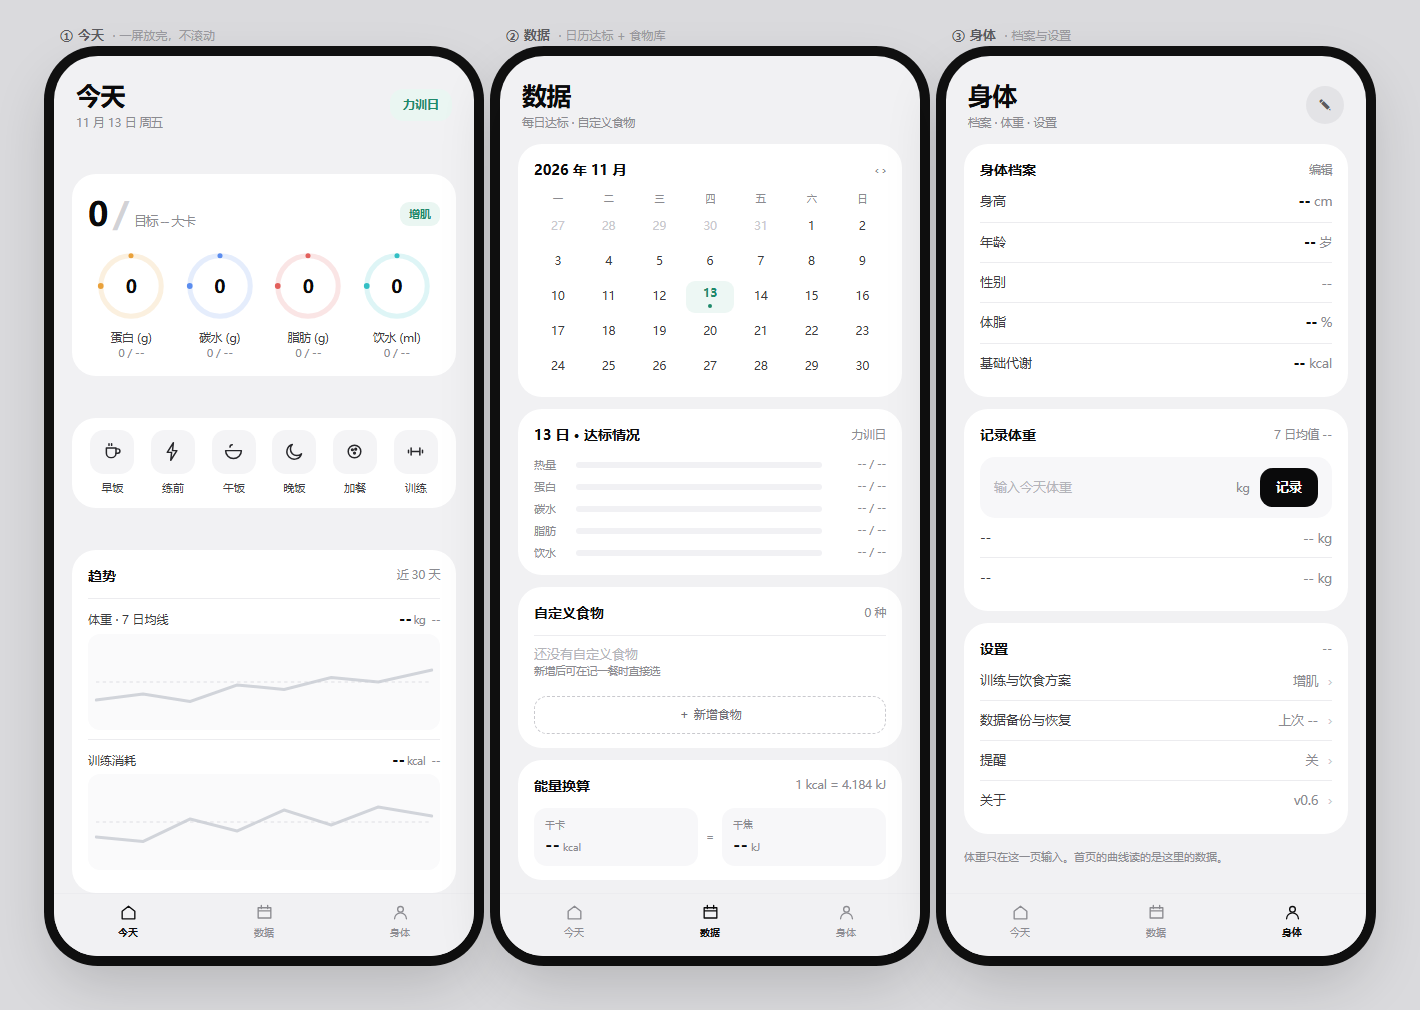 ① 今天 · 一屏放完，不滚动
今天
力训日
11 月 13 日 周五
0 / 目标 -- 大卡
增肌
0 0 0 0
蛋白 (g) 碳水 (g) 脂肪 (g) 饮水 (ml)
0 / -- 0 / -- 0 / -- 0 / --
早饭 练前 午饭 晚饭 加餐 训练
趋势 近 30 天
体重 · 7 日均线 -- kg --
训练消耗 -- kcal --
今天 数据 身体
② 数据 · 日历达标 + 食物库
数据
每日达标 · 自定义食物
2026 年 11 月 ‹ ›
一 二 三 四 五 六 日
27 28 29 30 31 1 2
3 4 5 6 7 8 9
10 11 12 13 14 15 16
17 18 19 20 21 22 23
24 25 26 27 28 29 30
13 日 • 达标情况 力训日
热量 -- / --
蛋白 -- / --
碳水 -- / --
脂肪 -- / --
饮水 -- / --
自定义食物 0 种
还没有自定义食物
新增后可在记一餐时直接选
+ 新增食物
能量换算 1 kcal = 4.184 kJ
千卡 千焦
-- kcal = -- kJ
今天 数据 身体
③ 身体 · 档案与设置
身体
档案 · 体重 · 设置
身体档案 编辑
身高 -- cm
年龄 -- 岁
性别 --
体脂 -- %
基础代谢 -- kcal
记录体重 7 日均值 --
输入今天体重 kg 记录
-- -- kg
-- -- kg
设置 --
训练与饮食方案 增肌 ›
数据备份与恢复 上次 -- ›
提醒 关 ›
关于 v0.6 ›
体重只在这一页输入。首页的曲线读的是这里的数据。
今天 数据 身体